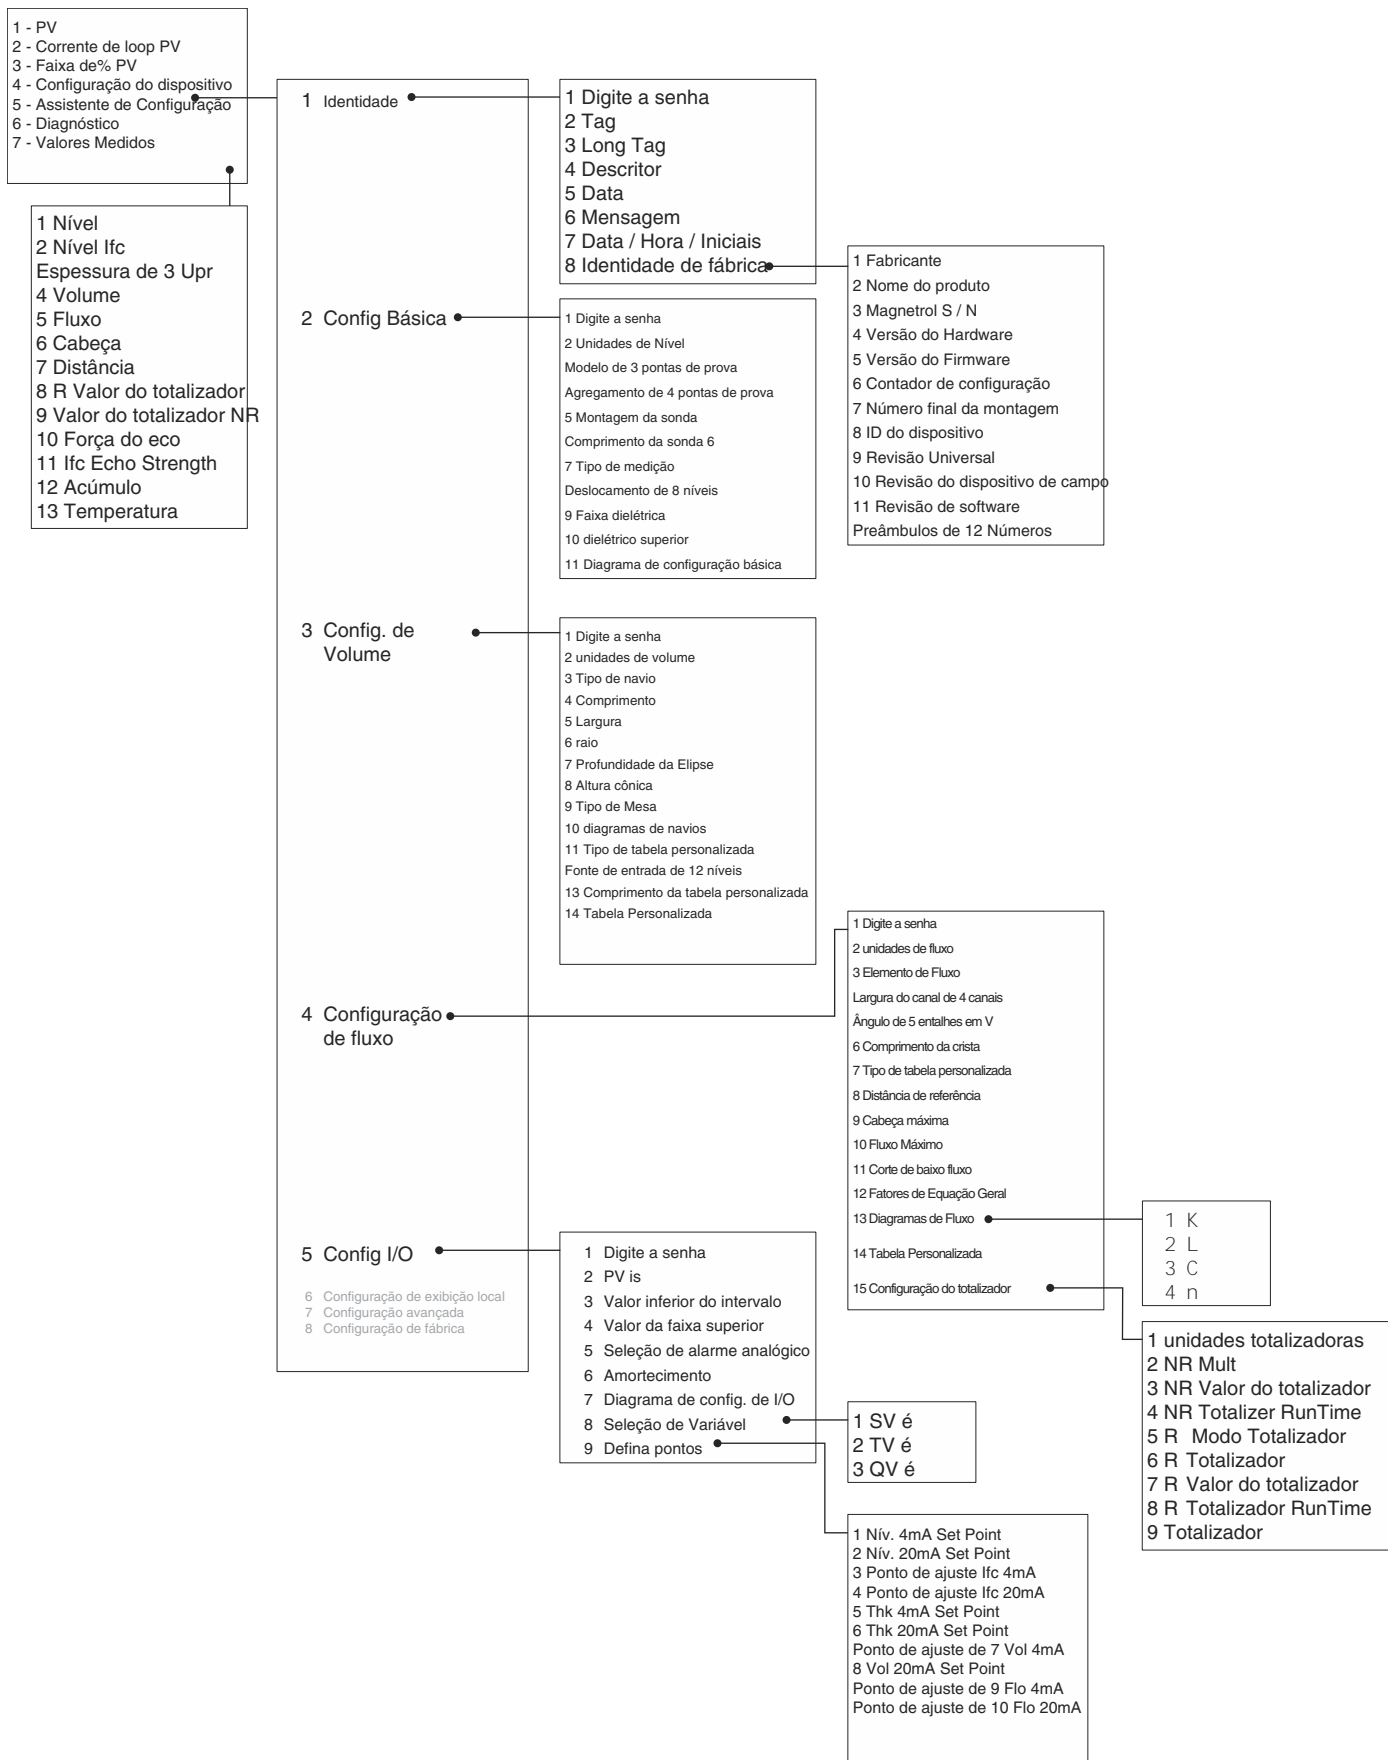 1 - PV
2 - Corrente de loop PV
3 - Faixa de% PV
4 - Configuração do dispositivo
5 - Assistente de Configuração
6 - Diagnóstico
7 - Valores Medidos
1 Nível
2 Nível Ifc
Espessura de 3 Upr
4 Volume
5 Fluxo
6 Cabeça
7 Distância
8 R Valor do totalizador
9 Valor do totalizador NR
10 Força do eco
11 Ifc Echo Strength
12 Acúmulo
13 Temperatura
1 Identidade
2 Config Básica
3 Config. de
Volume
4 Configuração
de fluxo
5 Config I/O
6 Configuração de exibição local
7 Configuração avançada
8 Configuração de fábrica
1 Digite a senha
2 Tag
3 Long Tag
4 Descritor
5 Data
6 Mensagem
7 Data / Hora / Iniciais
8 Identidade de fábrica
1 Fabricante
2 Nome do produto
3 Magnetrol S / N
4 Versão do Hardware
5 Versão do Firmware
6 Contador de configuração
7 Número final da montagem
8 ID do dispositivo
9 Revisão Universal
10 Revisão do dispositivo de campo
11 Revisão de software
Preâmbulos de 12 Números
1 Digite a senha
2 Unidades de Nível
Modelo de 3 pontas de prova
Agregamento de 4 pontas de prova
5 Montagem da sonda
Comprimento da sonda 6
7 Tipo de medição
Deslocamento de 8 níveis
9 Faixa dielétrica
10 dielétrico superior
11 Diagrama de configuração básica
1 Digite a senha
2 unidades de volume
3 Tipo de navio
4 Comprimento
5 Largura
6 raio
7 Profundidade da Elipse
8 Altura cônica
9 Tipo de Mesa
10 diagramas de navios
11 Tipo de tabela personalizada
Fonte de entrada de 12 níveis
13 Comprimento da tabela personalizada
14 Tabela Personalizada
1 Digite a senha
2 unidades de fluxo
3 Elemento de Fluxo
Largura do canal de 4 canais
Ângulo de 5 entalhes em V
6 Comprimento da crista
7 Tipo de tabela personalizada
8 Distância de referência
9 Cabeça máxima
10 Fluxo Máximo
11 Corte de baixo fluxo
12 Fatores de Equação Geral
13 Diagramas de Fluxo
14 Tabela Personalizada
15 Configuração do totalizador
1 K
2 L
3 C
4 n
1 unidades totalizadoras
2 NR Mult
3 NR Valor do totalizador
4 NR Totalizer RunTime
5 R Modo Totalizador
6 R Totalizador
7 R Valor do totalizador
8 R Totalizador RunTime
9 Totalizador
1 Digite a senha
2 PV is
3 Valor inferior do intervalo
4 Valor da faixa superior
5 Seleção de alarme analógico
6 Amortecimento
7 Diagrama de config. de I/O
8 Seleção de Variável
9 Defina pontos
1 SV é
2 TV é
3 QV é
1 Nív. 4mA Set Point
2 Nív. 20mA Set Point
3 Ponto de ajuste Ifc 4mA
4 Ponto de ajuste Ifc 20mA
5 Thk 4mA Set Point
6 Thk 20mA Set Point
Ponto de ajuste de 7 Vol 4mA
8 Vol 20mA Set Point
Ponto de ajuste de 9 Flo 4mA
Ponto de ajuste de 10 Flo 20mA